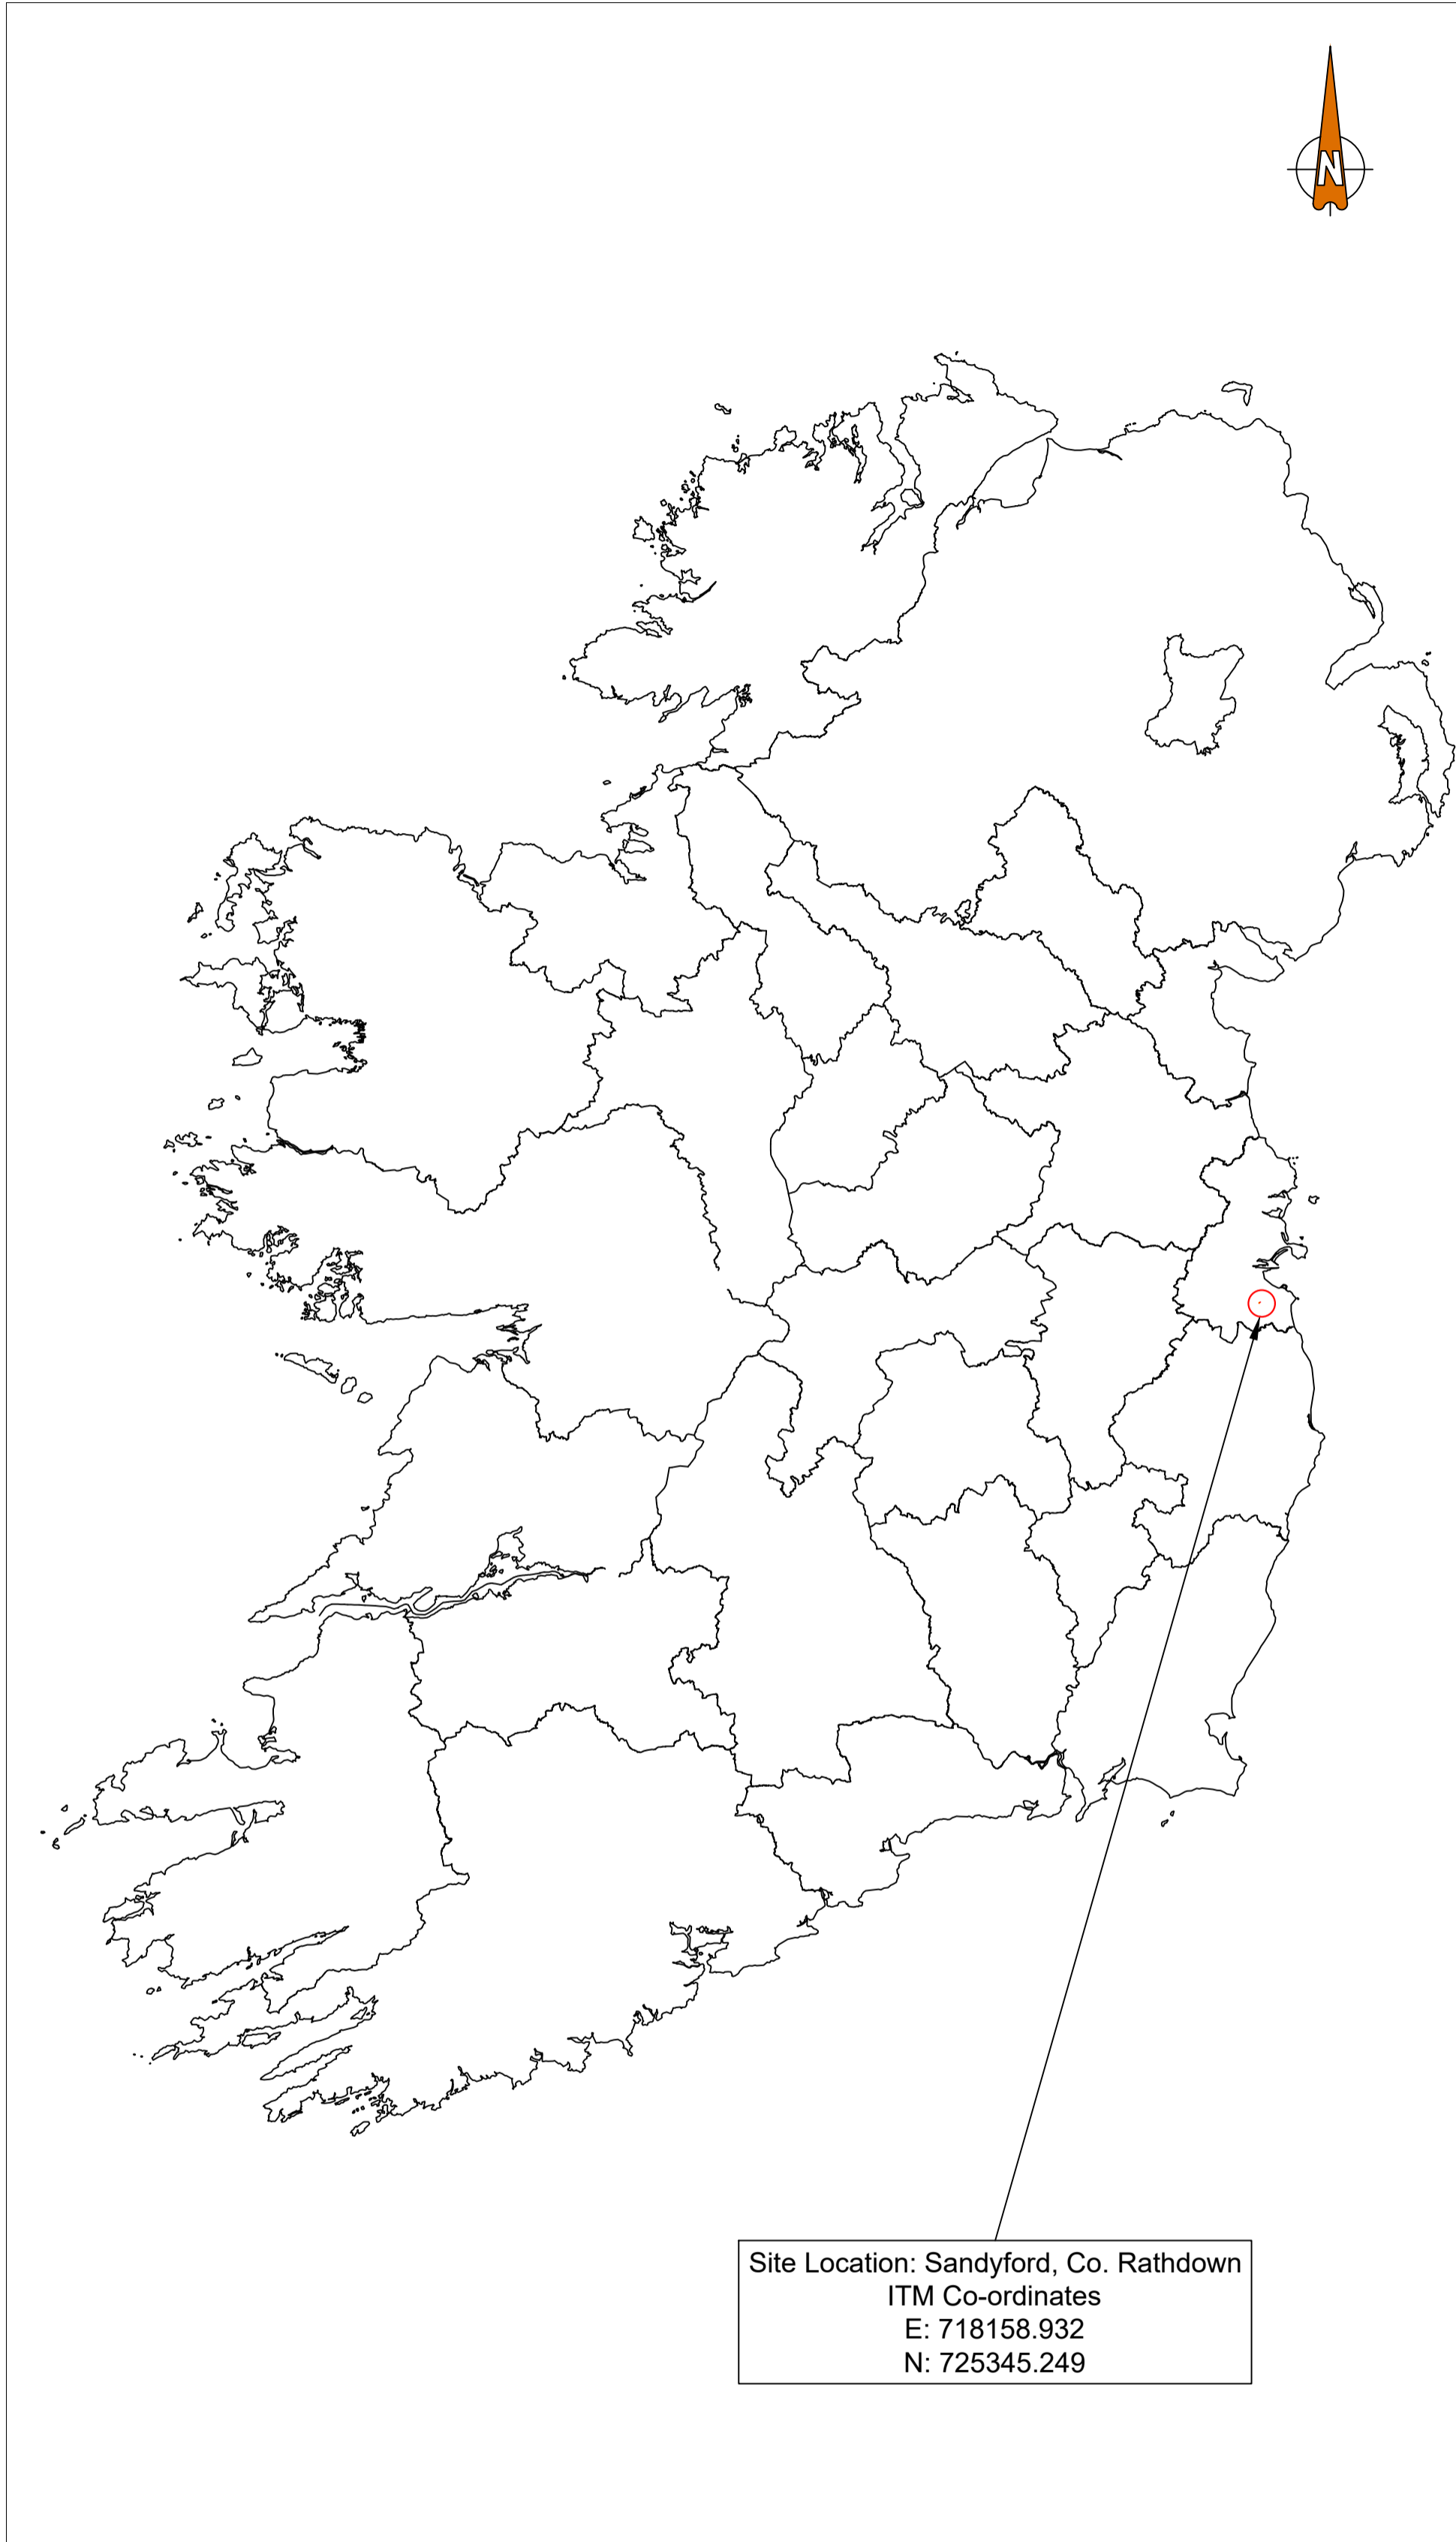 N
Site Location: Sandyford, Co. Rathdown
ITM Co-ordinates
E: 718158.932
N: 725345.249